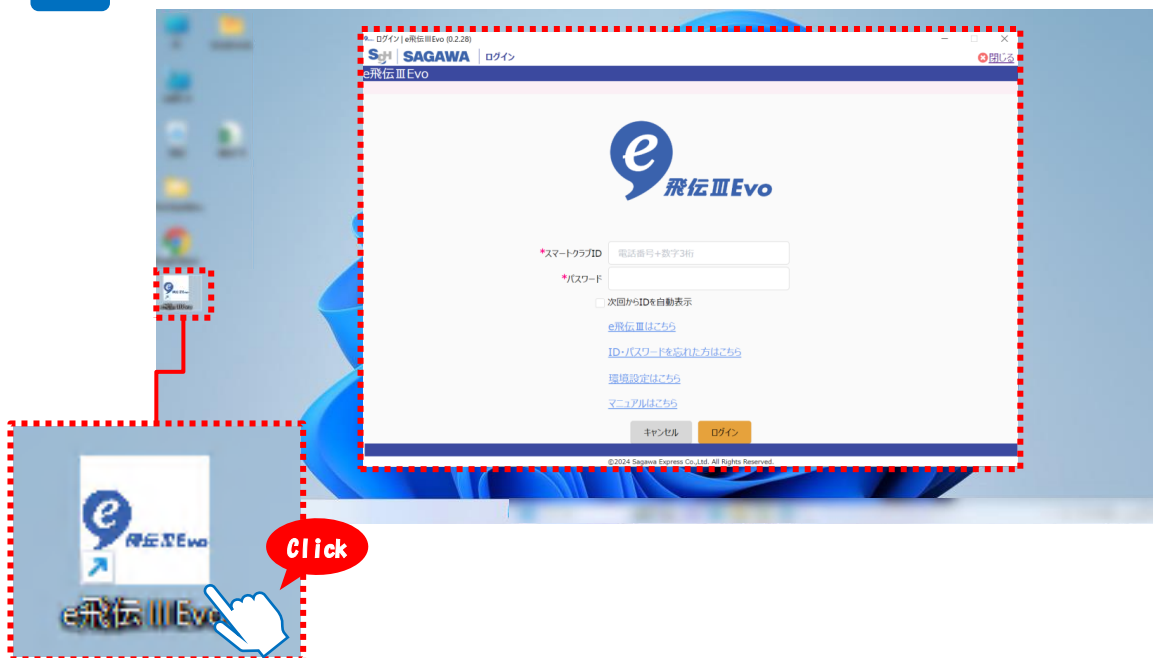 ログイン | e飛伝ⅢEvo (0.2.28)
SGH SAGAWA ログイン
閉じる
e飛伝ⅢEvo
e
飛伝ⅢEvo
*スマートクラブID 電話番号+数字3桁
*パスワード
次回からIDを自動表示
e飛伝Ⅲはこちら
ID・パスワードを忘れた方はこちら
環境設定はこちら
マニュアルはこちら
キャンセル ログイン
©2024 Sagawa Express Co.,Ltd. All Rights Reserved.
e
飛伝ⅢEvo
e飛伝ⅢEvo
Click